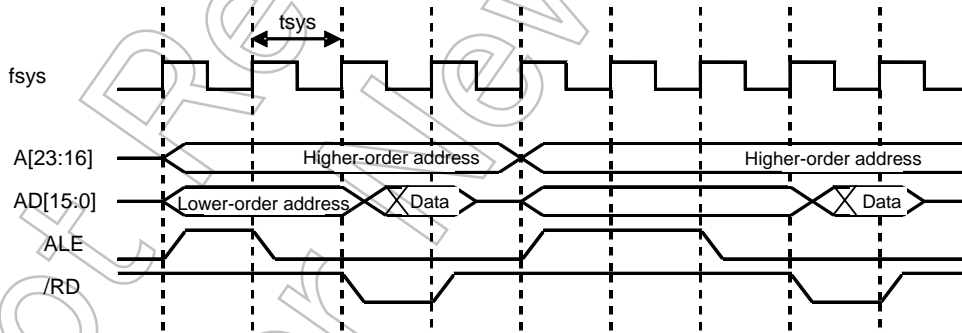 tsys
fsys
A[23:16] Higher-order address Higher-order address
AD[15:0] Lower-order address Data Data
ALE
/RD